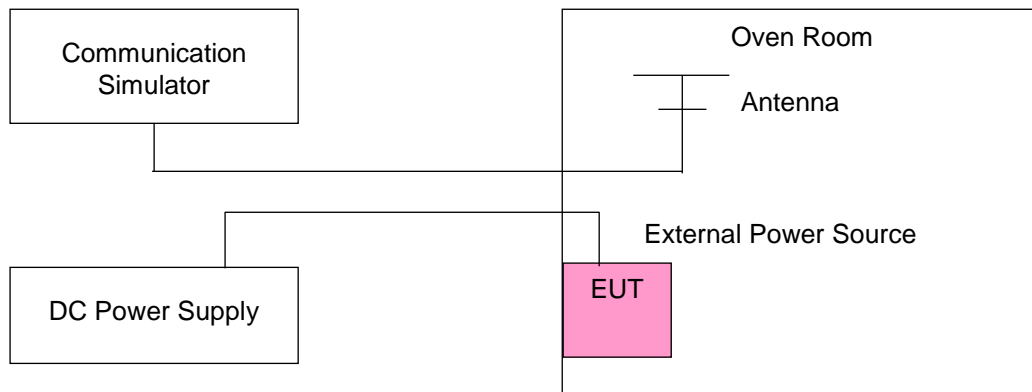 Communication
Simulator
Oven Room
Antenna
External Power Source
DC Power Supply
EUT